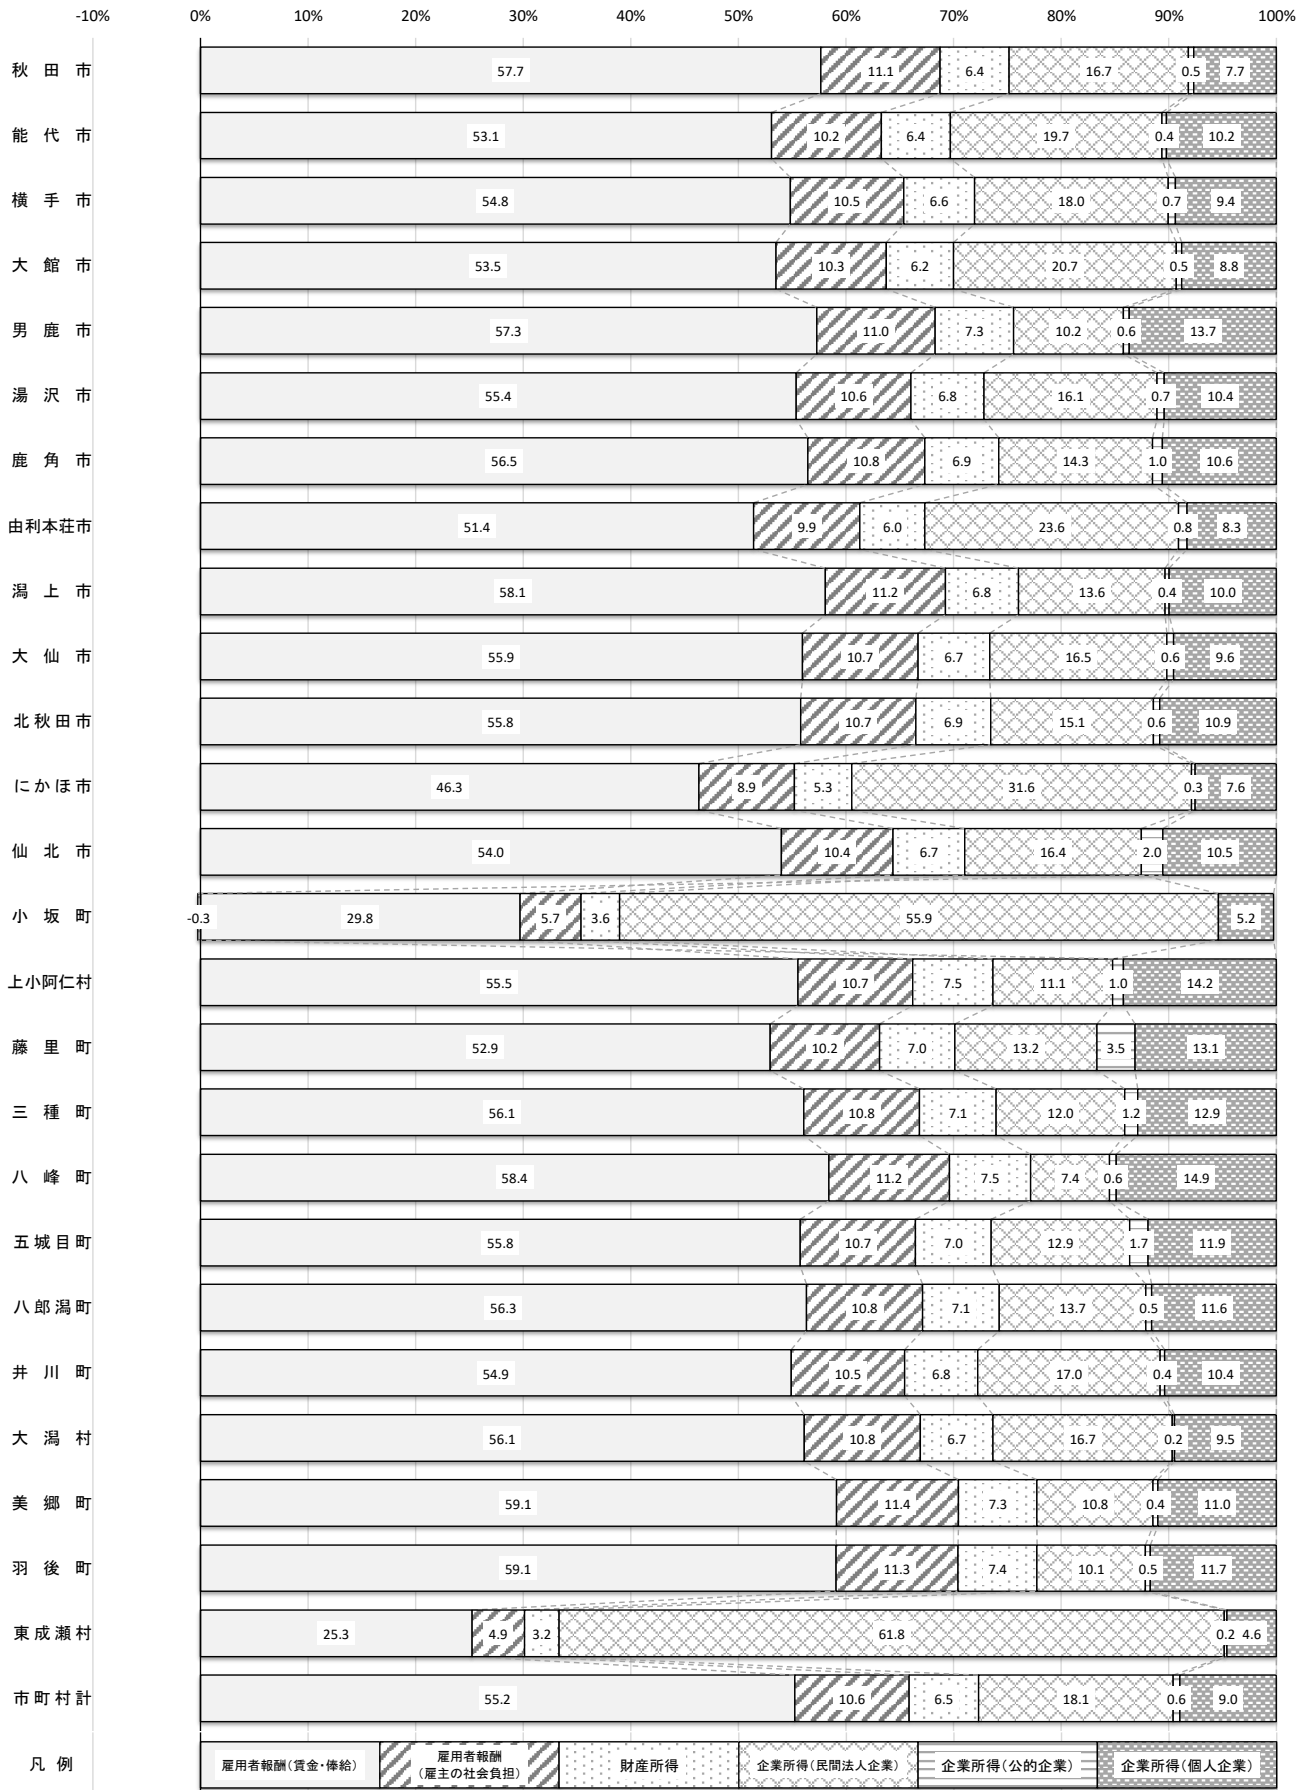 -10% 0% 10% 20% 30% 40% 50% 60% 70% 80% 90% 100%
秋田市 57.7 11.1 6.4 16.7 0.5 7.7
能代市 53.1 10.2 6.4 19.7 0.4 10.2
横手市 54.8 10.5 6.6 18.0 0.7 9.4
大館市 53.5 10.3 6.2 20.7 0.5 8.8
男鹿市 57.3 11.0 7.3 10.2 0.6 13.7
湯沢市 55.4 10.6 6.8 16.1 0.7 10.4
鹿角市 56.5 10.8 6.9 14.3 1.0 10.6
由利本荘市 51.4 9.9 6.0 23.6 0.8 8.3
潟上市 58.1 11.2 6.8 13.6 0.4 10.0
大仙市 55.9 10.7 6.7 16.5 0.6 9.6
北秋田市 55.8 10.7 6.9 15.1 0.6 10.9
にかほ市 46.3 8.9 5.3 31.6 0.3 7.6
仙北市 54.0 10.4 6.7 16.4 2.0 10.5
小坂町 -0.3 29.8 5.7 3.6 55.9 5.2
上小阿仁村 55.5 10.7 7.5 11.1 1.0 14.2
藤里町 52.9 10.2 7.0 13.2 3.5 13.1
三種町 56.1 10.8 7.1 12.0 1.2 12.9
八峰町 58.4 11.2 7.5 7.4 0.6 14.9
五城目町 55.8 10.7 7.0 12.9 1.7 11.9
八郎潟町 56.3 10.8 7.1 13.7 0.5 11.6
井川町 54.9 10.5 6.8 17.0 0.4 10.4
大潟村 56.1 10.8 6.7 16.7 0.2 9.5
美郷町 59.1 11.4 7.3 10.8 0.4 11.0
羽後町 59.1 11.3 7.4 10.1 0.5 11.7
東成瀬村 25.3 4.9 3.2 61.8 0.2 4.6
市町村計 55.2 10.6 6.5 18.1 0.6 9.0
凡例 雇用者報酬(賃金・俸給) 雇用者報酬
(雇主の社会負担) 財産所得 企業所得(民間法人企業) 企業所得(公的企業) 企業所得(個人企業)